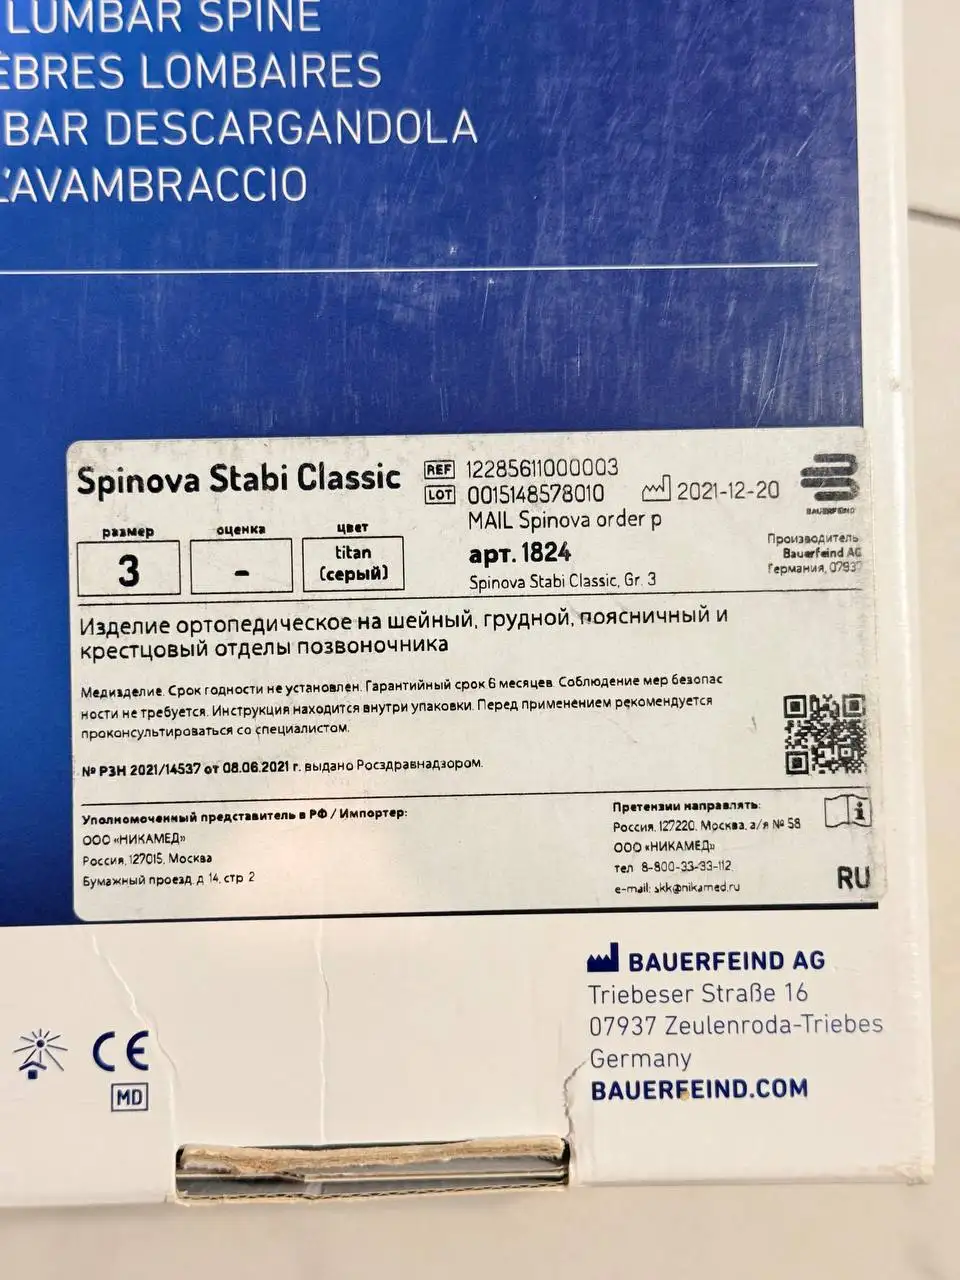 LUMBAR SPINE
ÈBRES LOMBAIRES
BAR DESCARGANDOLA
L'AVAMBRACCIO
Spinova Stabi Classic
REF 12285611000003
LOT 0015148578010
2021-12-20
MAIL Spinova order p
арт. 1824
Spinova Stabi Classic, Gr. 3
BAUERFEIND
Производитель
Bauerfeind AG
Германия, 07937
размер
3
оценка
-
цвет
titan
(серый)
Изделие ортопедическое на шейный, грудной, поясничный и
крестцовый отделы позвоночника
Медизделие. Срок годности не установлен. Гарантийный срок 6 месяцев. Соблюдение мер безопас
ности не требуется. Инструкция находится внутри упаковки. Перед применением рекомендуется
проконсультироваться со специалистом.
№ РЗН 2021/14537 от 08.06.2021 г. выдано Росздравнадзором.
Уполномоченный представитель в РФ / Импортер:
ООО «НИКАМЕД»
Россия, 127015, Москва
Бумажный проезд, д 14, стр 2
Претензии направлять:
Россия, 127220, Москва, а/я № 58
ООО «НИКАМЕД»
тел 8-800-33-33-112
e-mail: skk@nikamed.ru
RU
BAUERFEIND AG
Triebeser Straße 16
07937 Zeulenroda-Triebes
Germany
BAUERFEIND.COM
CE
MD